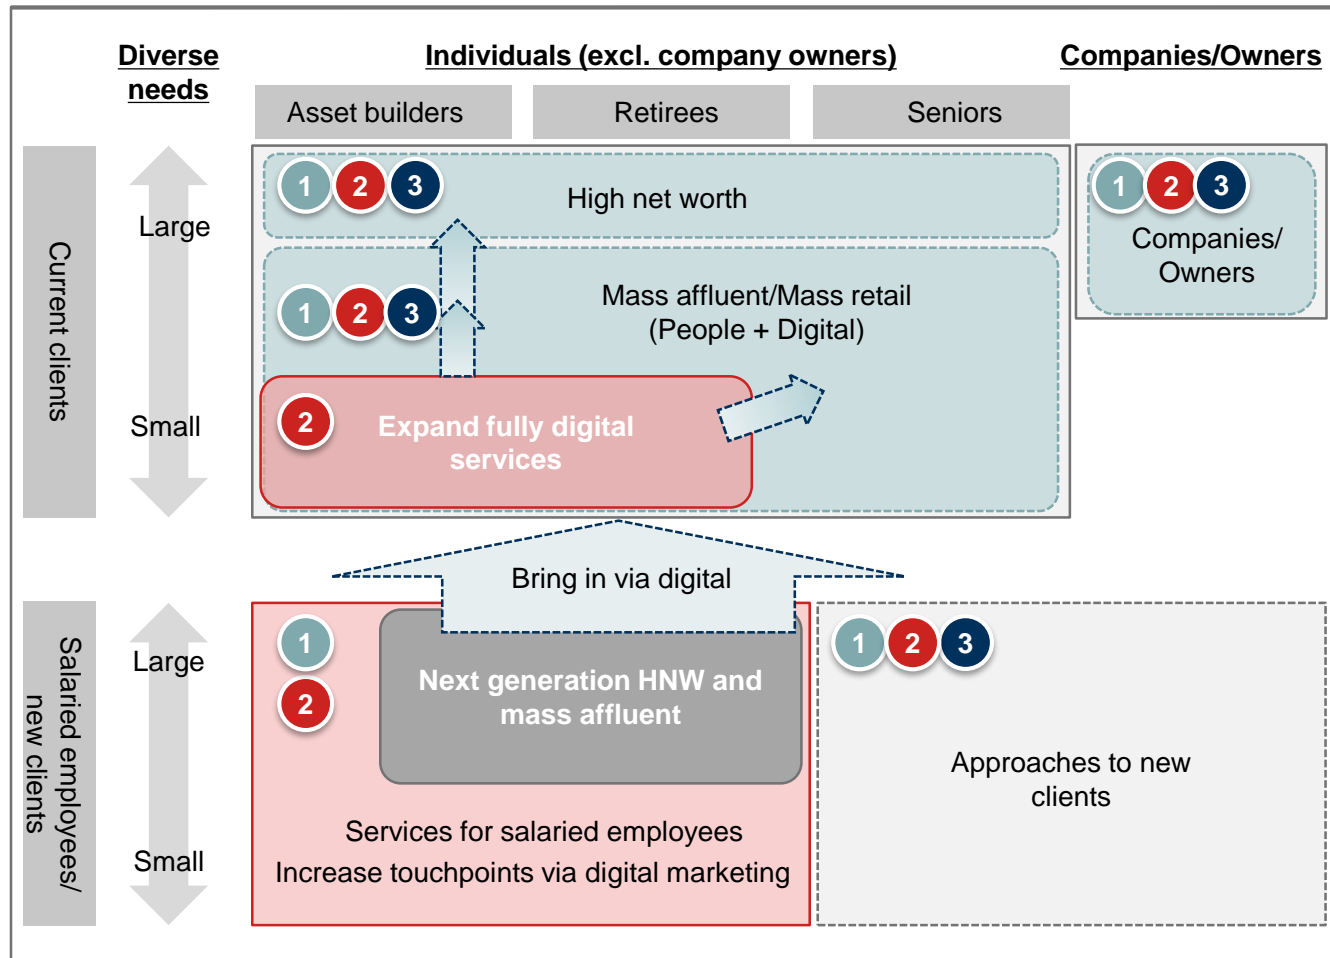 Diverse
needs
Individuals (excl. company owners)
Companies/Owners
Asset builders
Retirees
Seniors
Current clients
Large
Small
1 2 3
High net worth
1 2 3
Mass affluent/Mass retail
(People + Digital)
2
Expand fully digital
services
1 2 3
Companies/
Owners
Bring in via digital
Salaried employees/
new clients
Large
Small
1
2
Next generation HNW and
mass affluent
Services for salaried employees
Increase touchpoints via digital marketing
1 2 3
Approaches to new
clients